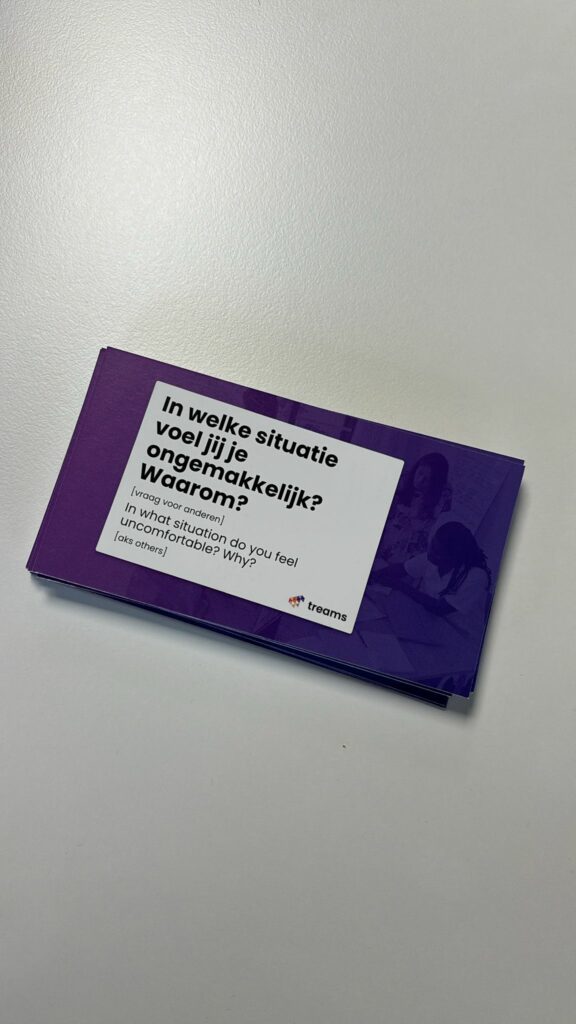 In welke situatie
voel jij je
ongemakkelijk?
Waarom?
[vraag voor anderen]
In what situation do you feel
uncomfortable? Why?
[aks others]
treams